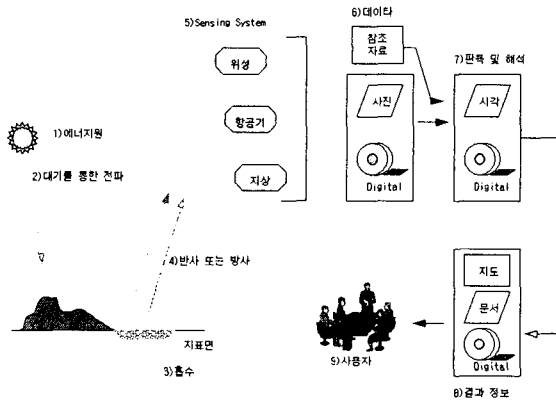 5)Sensing System
위성
항공기
지상
6)데이타
참조
자료
사진
Digital
7)판독 및 해석
시각
Digital
1)에너지원
2)대기를 통한 전파
4)반사 또는 방사
지표면
3)흡수
지도
문서
Digital
8)결과 정보
9)사용자